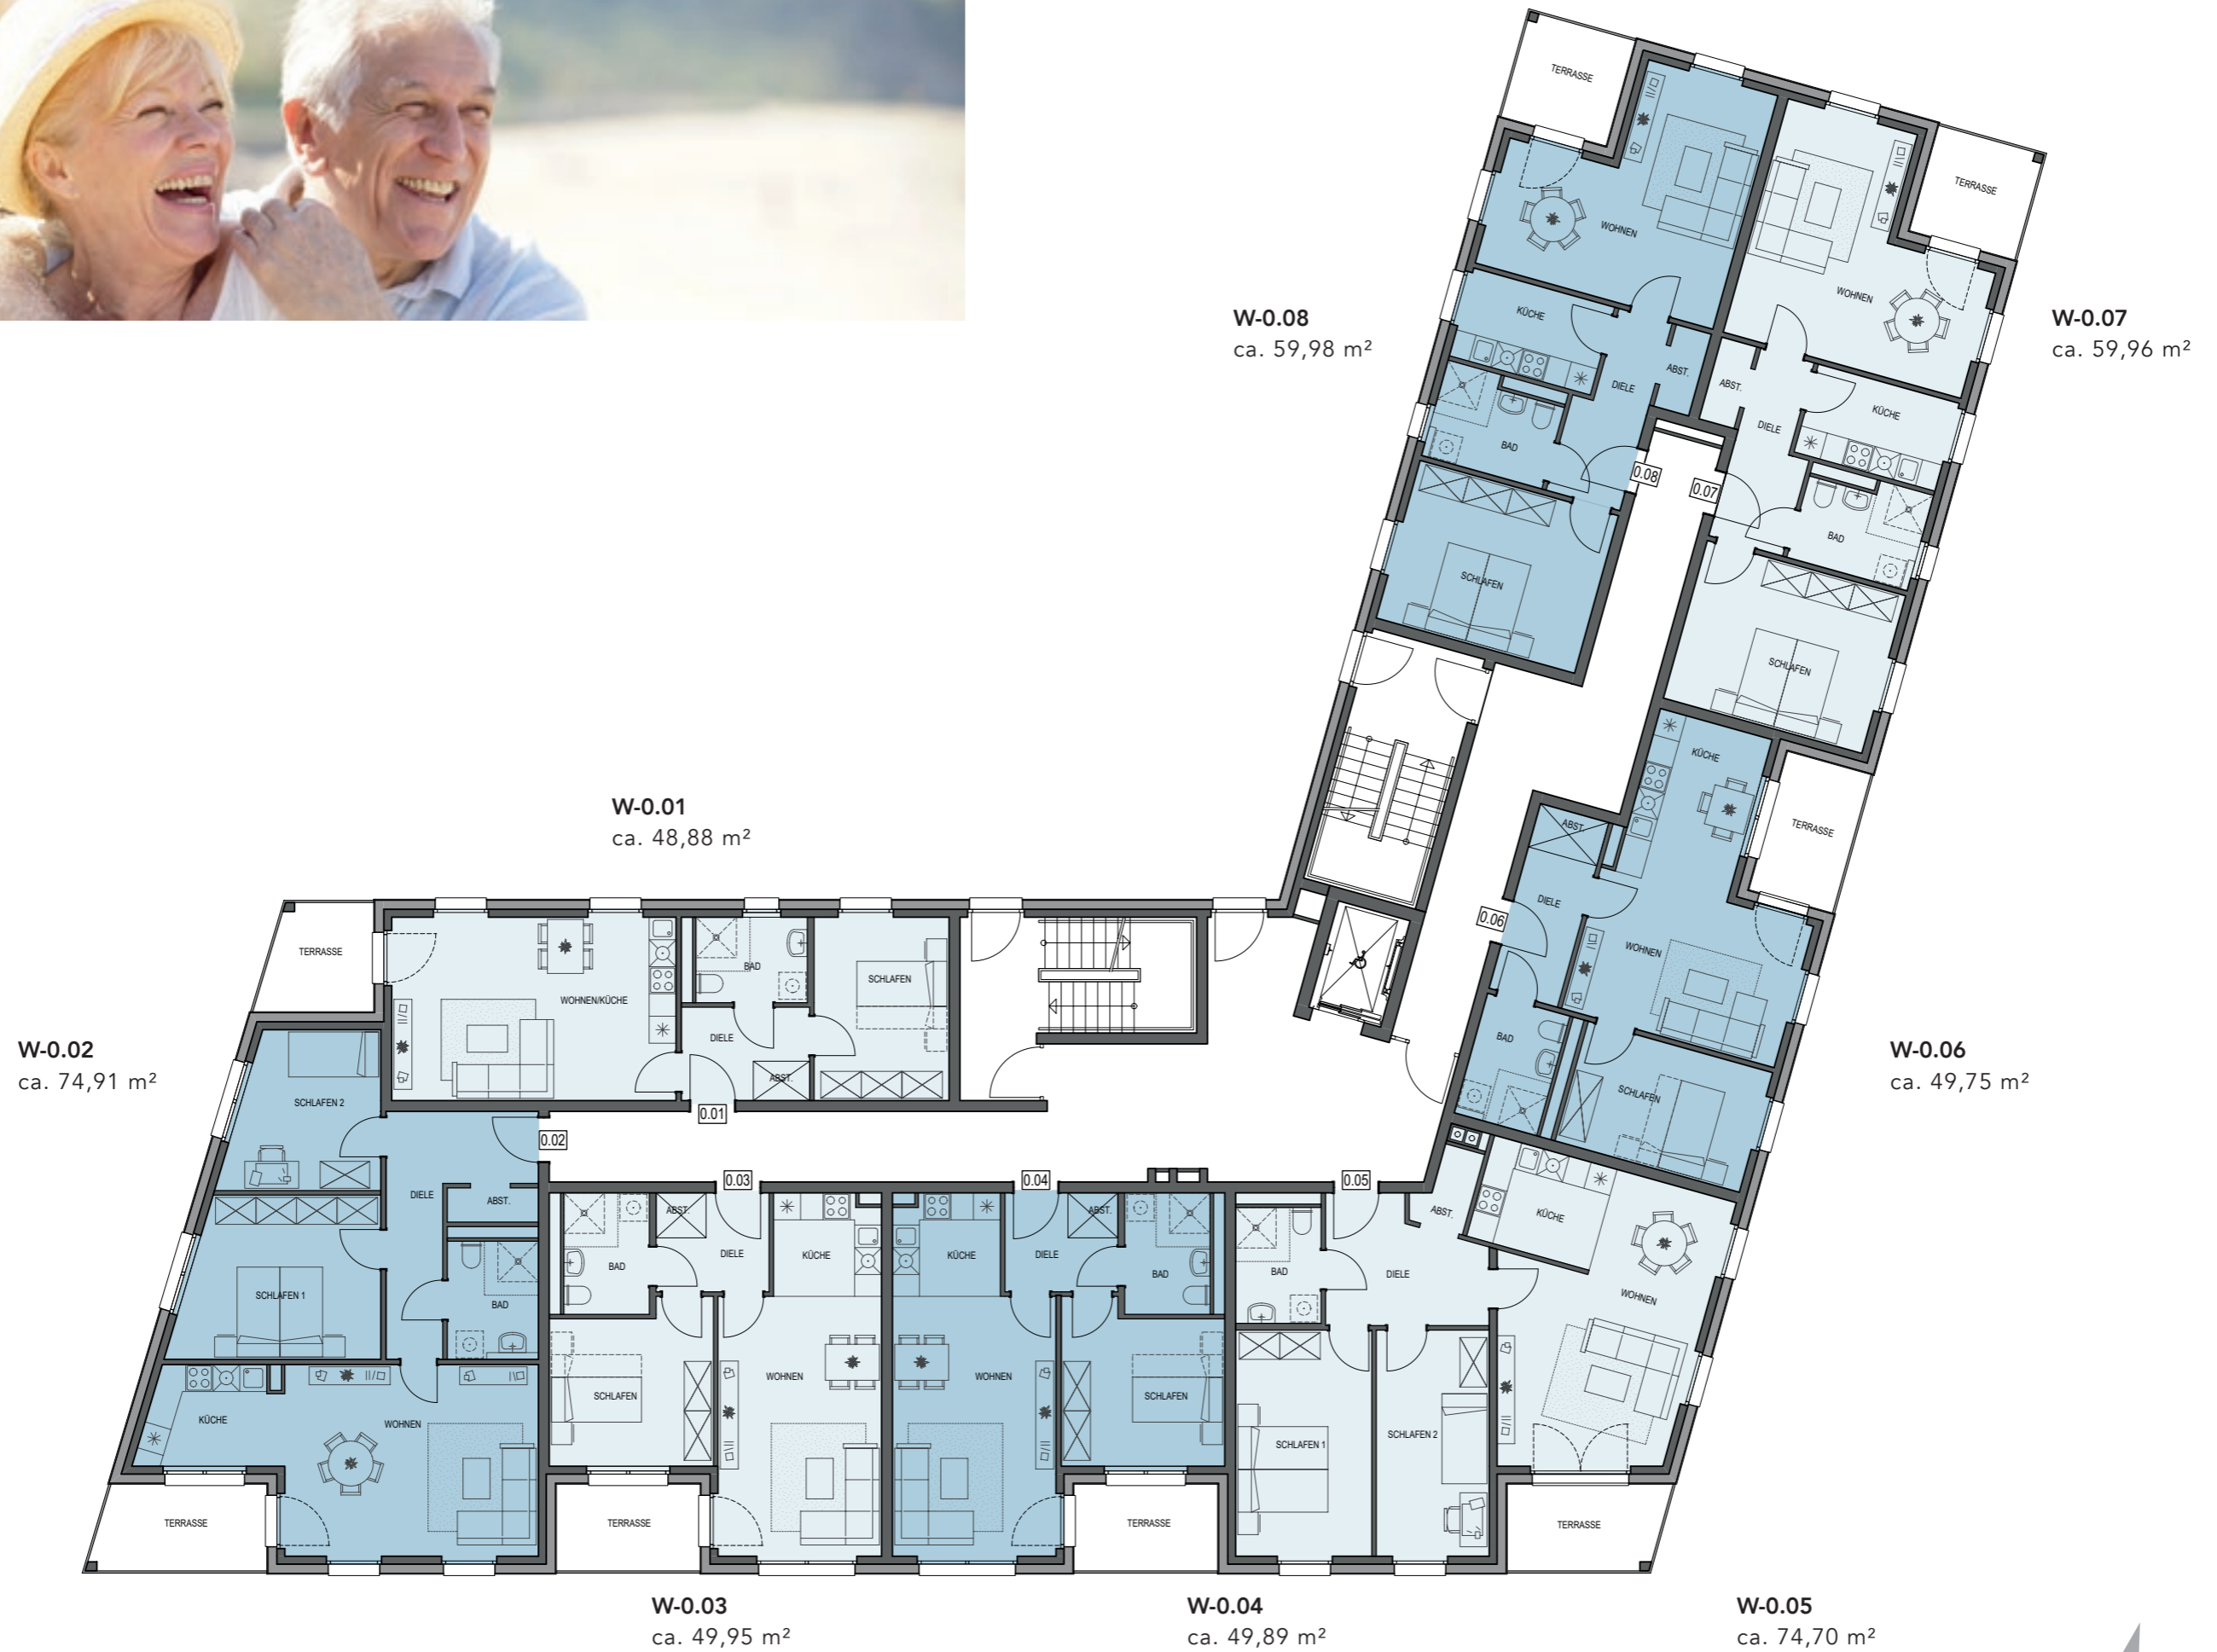 TERRASSE
WOHNEN
KÜCHE
DIELE
ABST.
BAD
0.08
SCHLAFEN
W-0.08
ca. 59,98 m²
TERRASSE
WOHNEN
ABST.
KÜCHE
DIELE
0.07
BAD
SCHLAFEN
W-0.07
ca. 59,96 m²
KÜCHE
TERRASSE
ABST.
DIELE
0.06
WOHNEN
BAD
SCHLAFEN
W-0.06
ca. 49,75 m²
W-0.01
ca. 48,88 m²
TERRASSE
WOHNEN/KÜCHE
BAD
SCHLAFEN
DIELE
ABST.
0.01
W-0.02
ca. 74,91 m²
SCHLAFEN 2
0.02
DIELE
ABST.
SCHLAFEN 1
BAD
KÜCHE
WOHNEN
TERRASSE
0.03
ABST.
DIELE
KÜCHE
BAD
WOHNEN
SCHLAFEN
TERRASSE
W-0.03
ca. 49,95 m²
0.04
ABST.
KÜCHE
DIELE
BAD
WOHNEN
SCHLAFEN
TERRASSE
W-0.04
ca. 49,89 m²
0.05
ABST.
KÜCHE
BAD
DIELE
WOHNEN
SCHLAFEN 1
SCHLAFEN 2
TERRASSE
W-0.05
ca. 74,70 m²